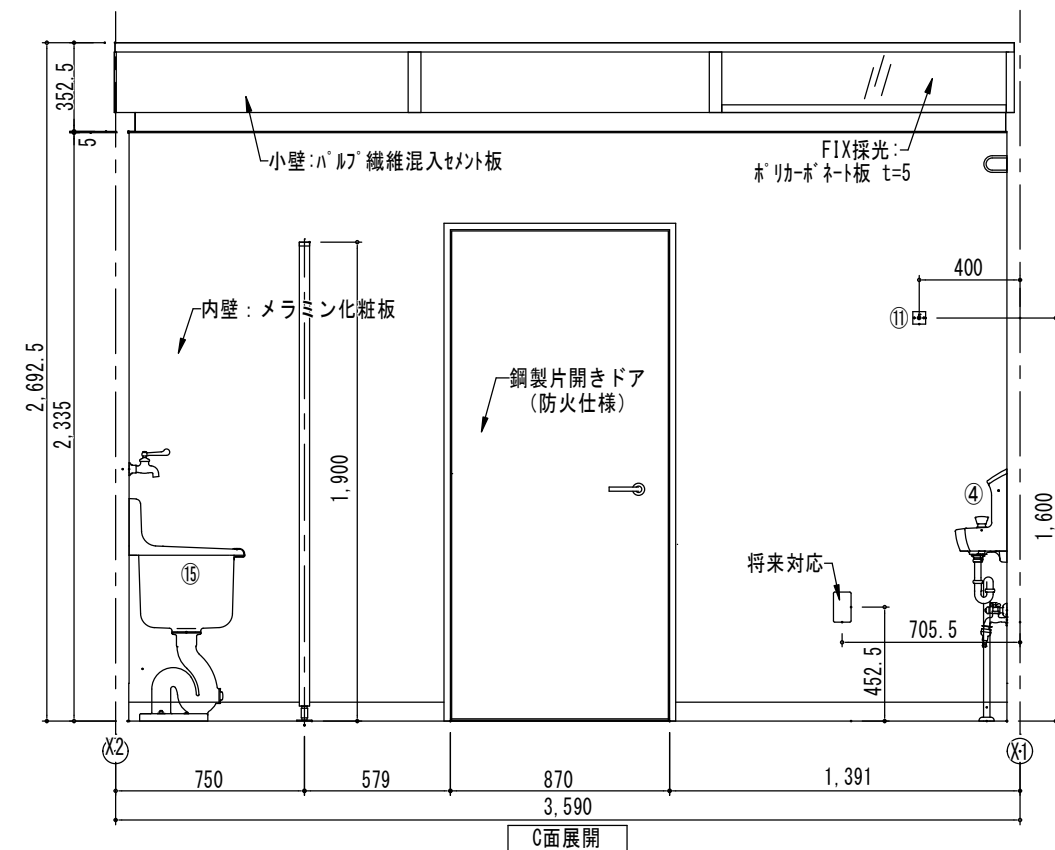 352.5
5
小壁:パルプ繊維混入セメント板
FIX採光:
ポリカーボネート板 t=5
400
⑪
内壁：メラミン化粧板
鋼製片開きドア
(防火仕様)
2,692.5
2,335
1,900
④
1,600
⑮
将来対応
705.5
452.5
X2
X1
750
579
870
1,391
3,590
C面展開